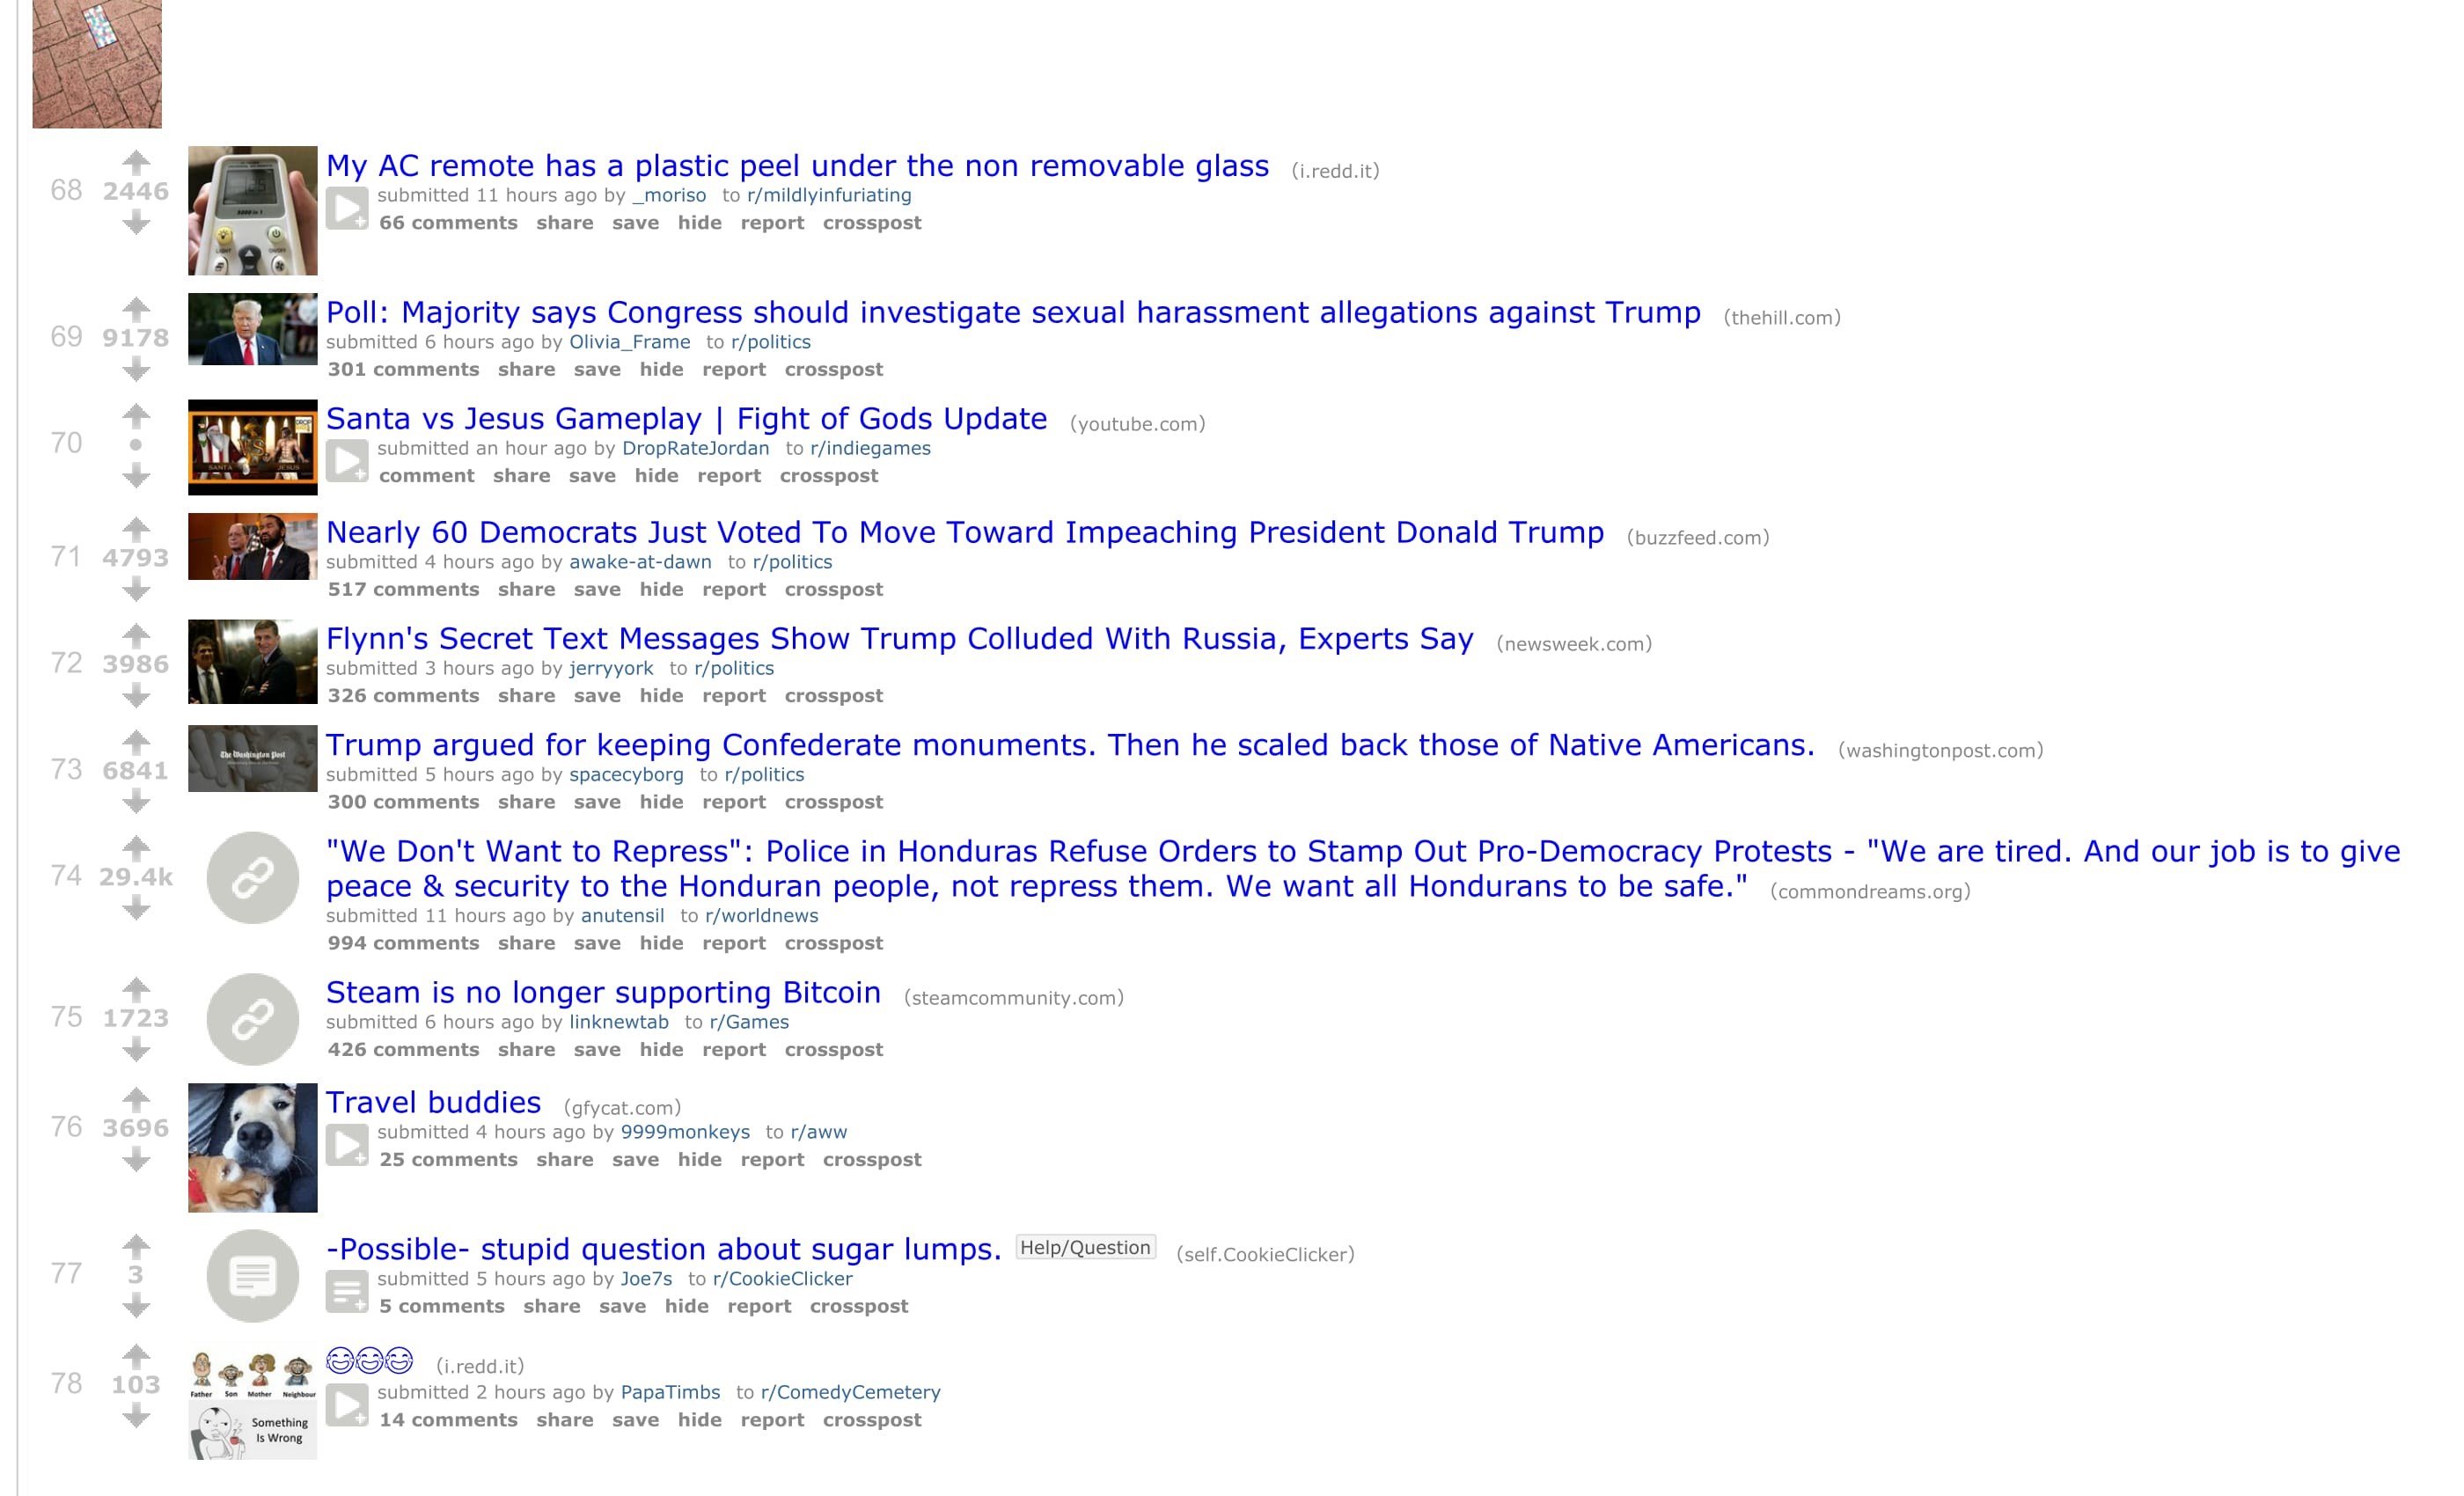 68 2446 My AC remote has a plastic peel under the non removable glass (i.redd.it)
submitted 11 hours ago by _moriso to r/mildlyinfuriating
66 comments share save hide report crosspost
69 9178 Poll: Majority says Congress should investigate sexual harassment allegations against Trump (thehill.com)
submitted 6 hours ago by Olivia_Frame to r/politics
301 comments share save hide report crosspost
70 • Santa vs Jesus Gameplay | Fight of Gods Update (youtube.com)
VS
SANTA JESUS
submitted an hour ago by DropRateJordan to r/indiegames
comment share save hide report crosspost
71 4793 Nearly 60 Democrats Just Voted To Move Toward Impeaching President Donald Trump (buzzfeed.com)
submitted 4 hours ago by awake-at-dawn to r/politics
517 comments share save hide report crosspost
72 3986 Flynn's Secret Text Messages Show Trump Colluded With Russia, Experts Say (newsweek.com)
submitted 3 hours ago by jerryyork to r/politics
326 comments share save hide report crosspost
73 6841 Trump argued for keeping Confederate monuments. Then he scaled back those of Native Americans. (washingtonpost.com)
The Washington Post
submitted 5 hours ago by spacecyborg to r/politics
300 comments share save hide report crosspost
74 29.4k "We Don't Want to Repress": Police in Honduras Refuse Orders to Stamp Out Pro-Democracy Protests - "We are tired. And our job is to give
peace & security to the Honduran people, not repress them. We want all Hondurans to be safe." (commondreams.org)
submitted 11 hours ago by anutensil to r/worldnews
994 comments share save hide report crosspost
75 1723 Steam is no longer supporting Bitcoin (steamcommunity.com)
submitted 6 hours ago by linknewtab to r/Games
426 comments share save hide report crosspost
76 3696 Travel buddies (gfycat.com)
submitted 4 hours ago by 9999monkeys to r/aww
25 comments share save hide report crosspost
77 3 -Possible- stupid question about sugar lumps. Help/Question (self.CookieClicker)
submitted 5 hours ago by Joe7s to r/CookieClicker
5 comments share save hide report crosspost
78 103 😂😂😂 (i.redd.it)
submitted 2 hours ago by PapaTimbs to r/ComedyCemetery
14 comments share save hide report crosspost
Father Son Mother Neighbour
Something
Is Wrong